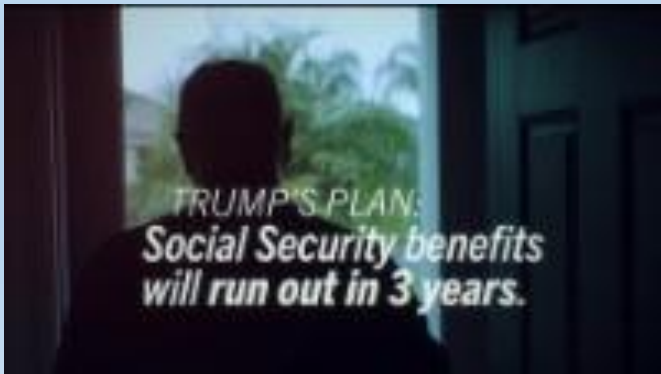 TRUMP'S PLAN:
Social Security benefits
will run out in 3 years.